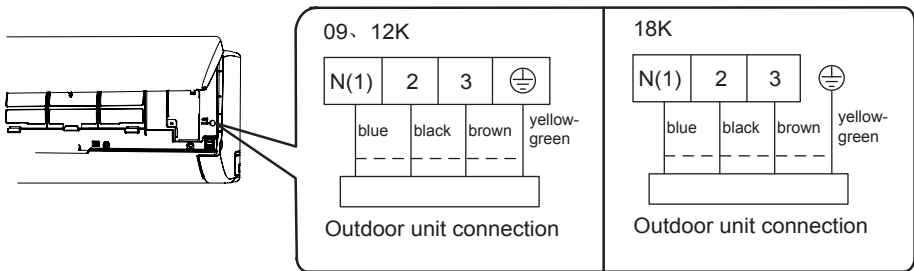 09、12K
N(1) 2 3
blue black brown yellow-
green
Outdoor unit connection
18K
N(1) 2 3
blue black brown yellow-
green
Outdoor unit connection